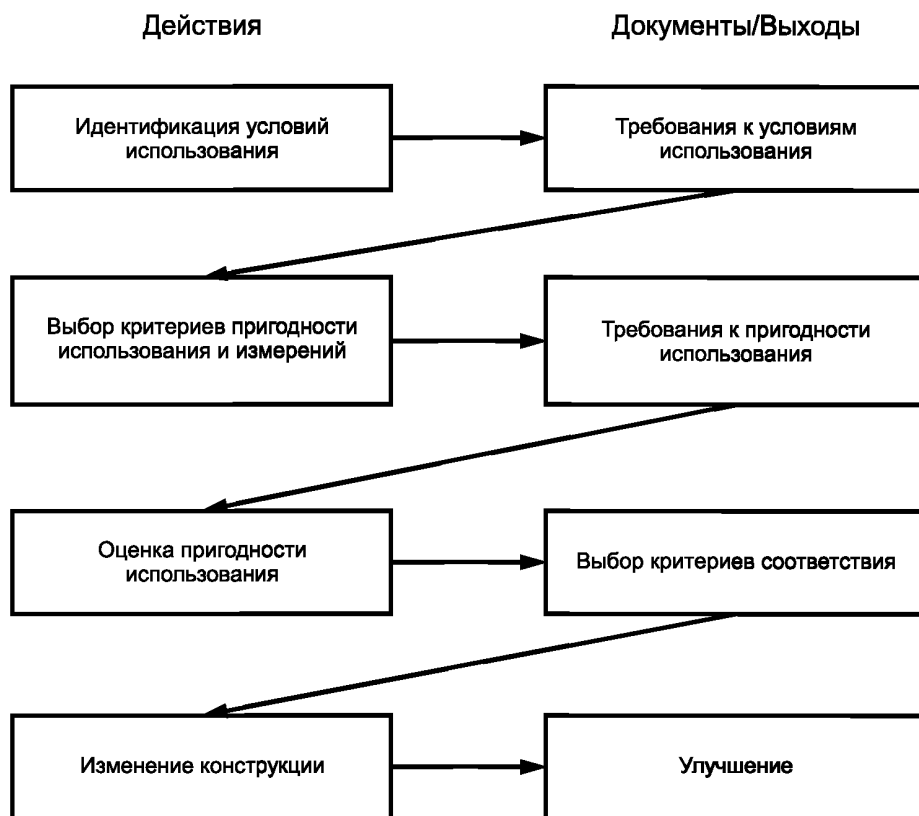 Действия
Документы/Выходы
Идентификация условий
использования
Требования к условиям
использования
Выбор критериев пригодности
использования и измерений
Требования к пригодности
использования
Оценка пригодности
использования
Выбор критериев соответствия
Изменение конструкции
Улучшение